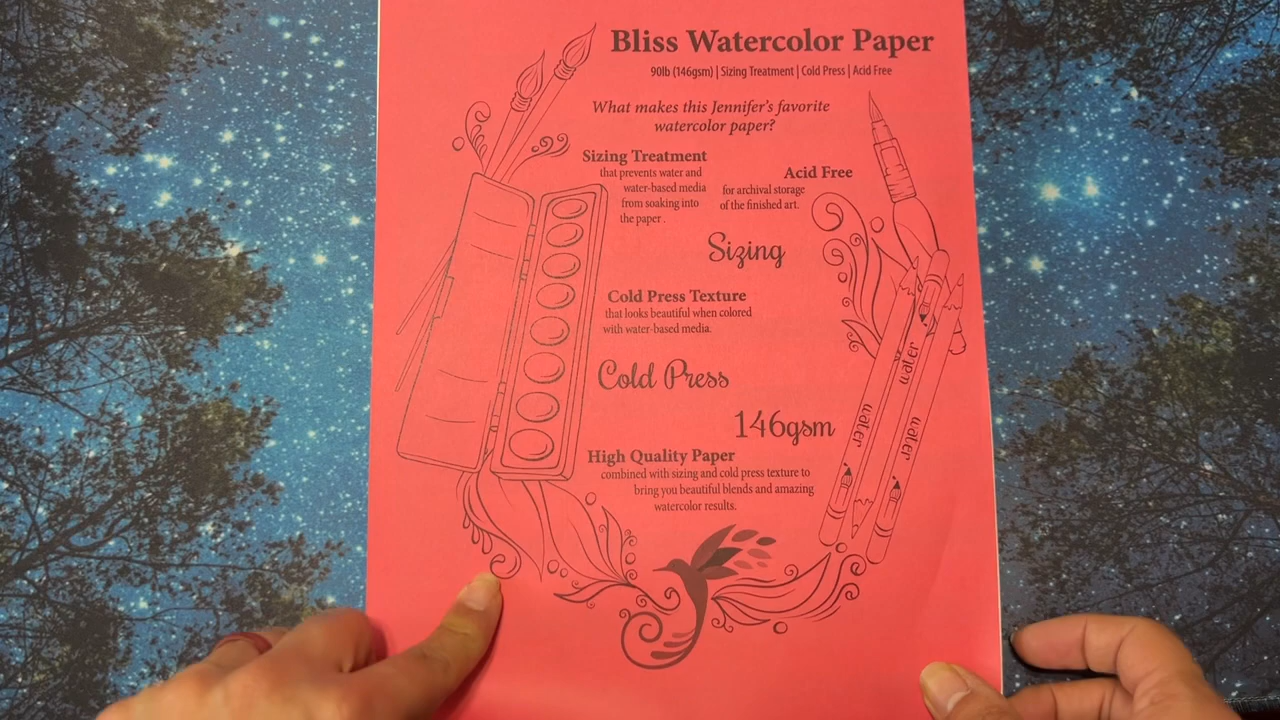 Bliss Watercolor Paper
90lb (146gsm) | Sizing Treatment | Cold Press | Acid Free
What makes this Jennifer's favorite
watercolor paper?
Sizing Treatment
that prevents water and
water-based media
from soaking into
the paper .
Acid Free
for archival storage
of the finished art.
Sizing
Cold Press Texture
that looks beautiful when colored
with water-based media.
Cold Press
146gsm
High Quality Paper
combined with sizing and cold press texture to
bring you beautiful blends and amazing
watercolor results.
water
water
water